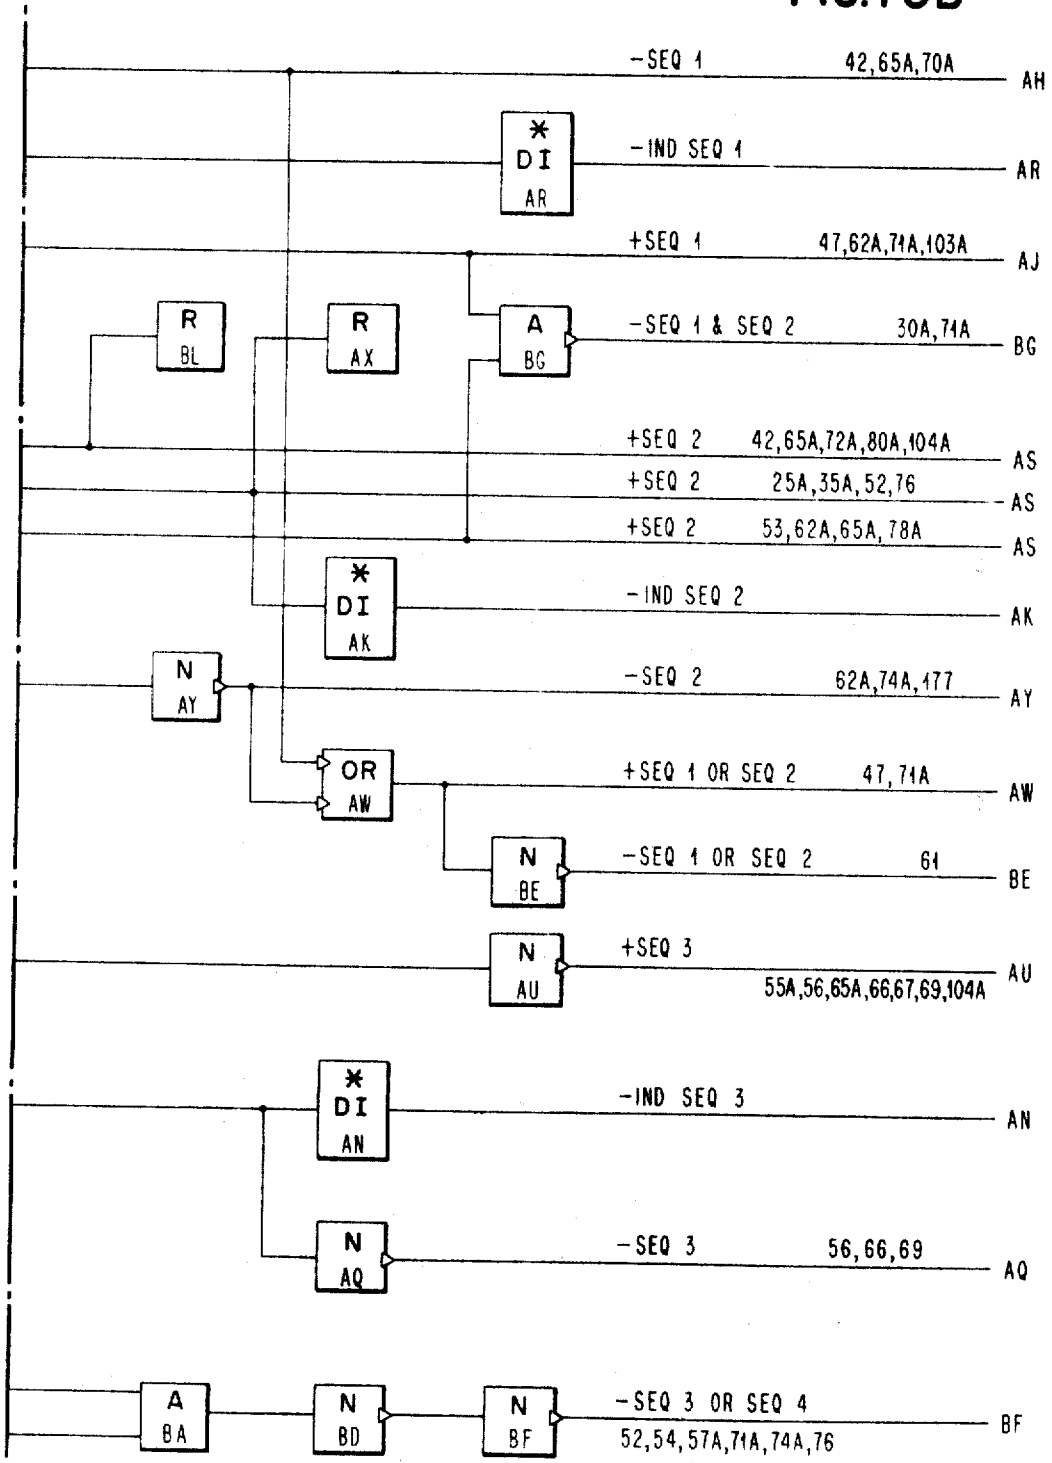 -SEQ 1 42,65A,70A AH
* DI AR
-IND SEQ 1 AR
+SEQ 1 47,62A,71A,103A AJ
R BL
R AX
A BG
-SEQ 1 & SEQ 2 30A,71A BG
+SEQ 2 42,65A,72A,80A,104A AS
+SEQ 2 25A,35A,52,76 AS
+SEQ 2 53,62A,65A,78A AS
* DI AK
-IND SEQ 2 AK
N AY
-SEQ 2 62A,74A,177 AY
OR AW
+SEQ 1 OR SEQ 2 47,71A AW
N BE
-SEQ 1 OR SEQ 2 61 BE
N AU
+SEQ 3 AU
55A,56,65A,66,67,69,104A
* DI AN
-IND SEQ 3 AN
N AQ
-SEQ 3 56,66,69 AQ
A BA
N BD
N BF
-SEQ 3 OR SEQ 4 BF
52,54,57A,71A,74A,76